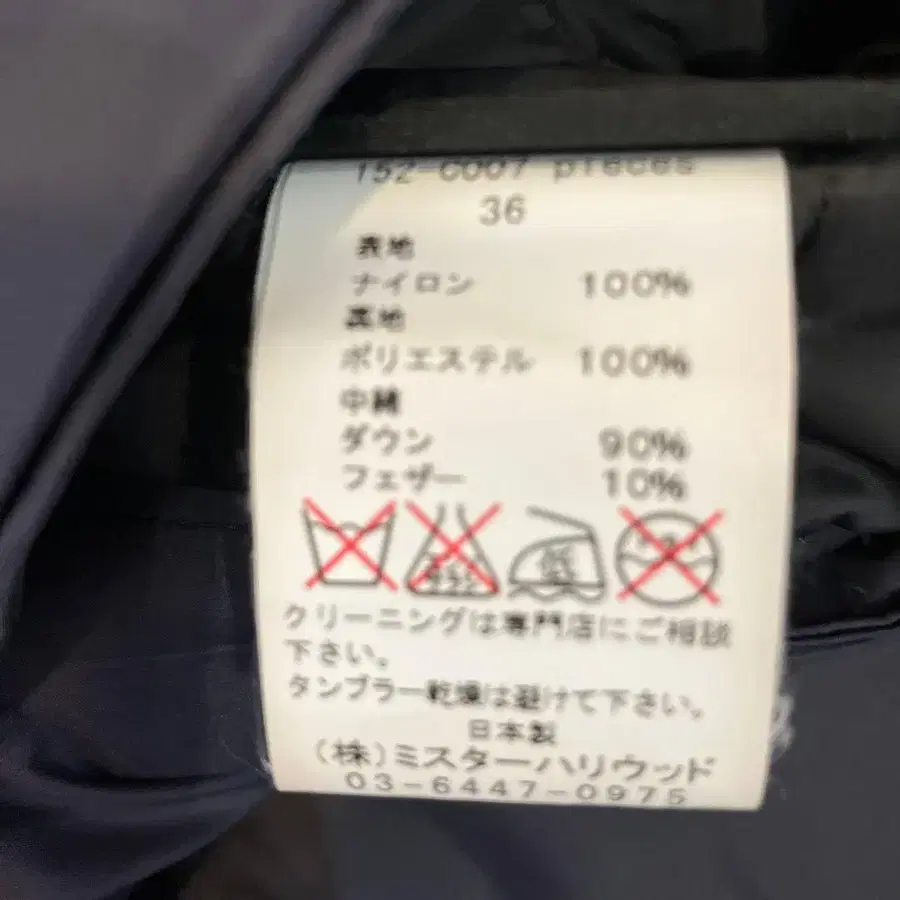 152-C007 pieces
36
表地
ナイロン 100%
裏地
ポリエステル 100%
中綿
ダウン 90%
フェザー 10%
クリーニングは専門店にご相談
下さい。
タンブラー乾燥は避けて下さい。
日本製
(株)ミスターハリウッド
03-6447-0975